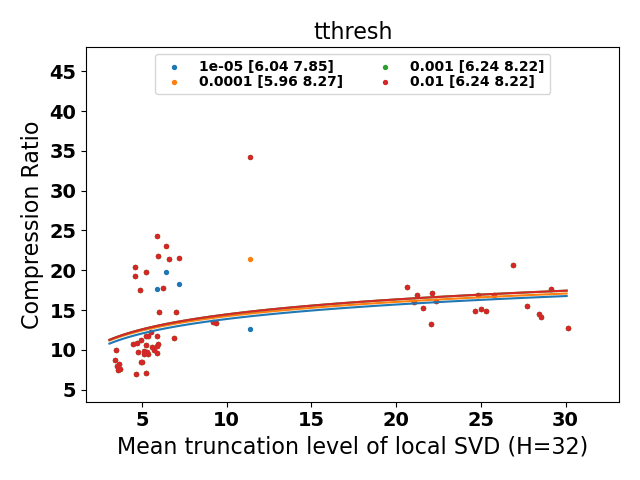 tthresh
1e-05 [6.04 7.85]
0.0001 [5.96 8.27]
0.001 [6.24 8.22]
0.01 [6.24 8.22]
Compression Ratio
45
40
35
30
25
20
15
10
5
5 10 15 20 25 30
Mean truncation level of local SVD (H=32)